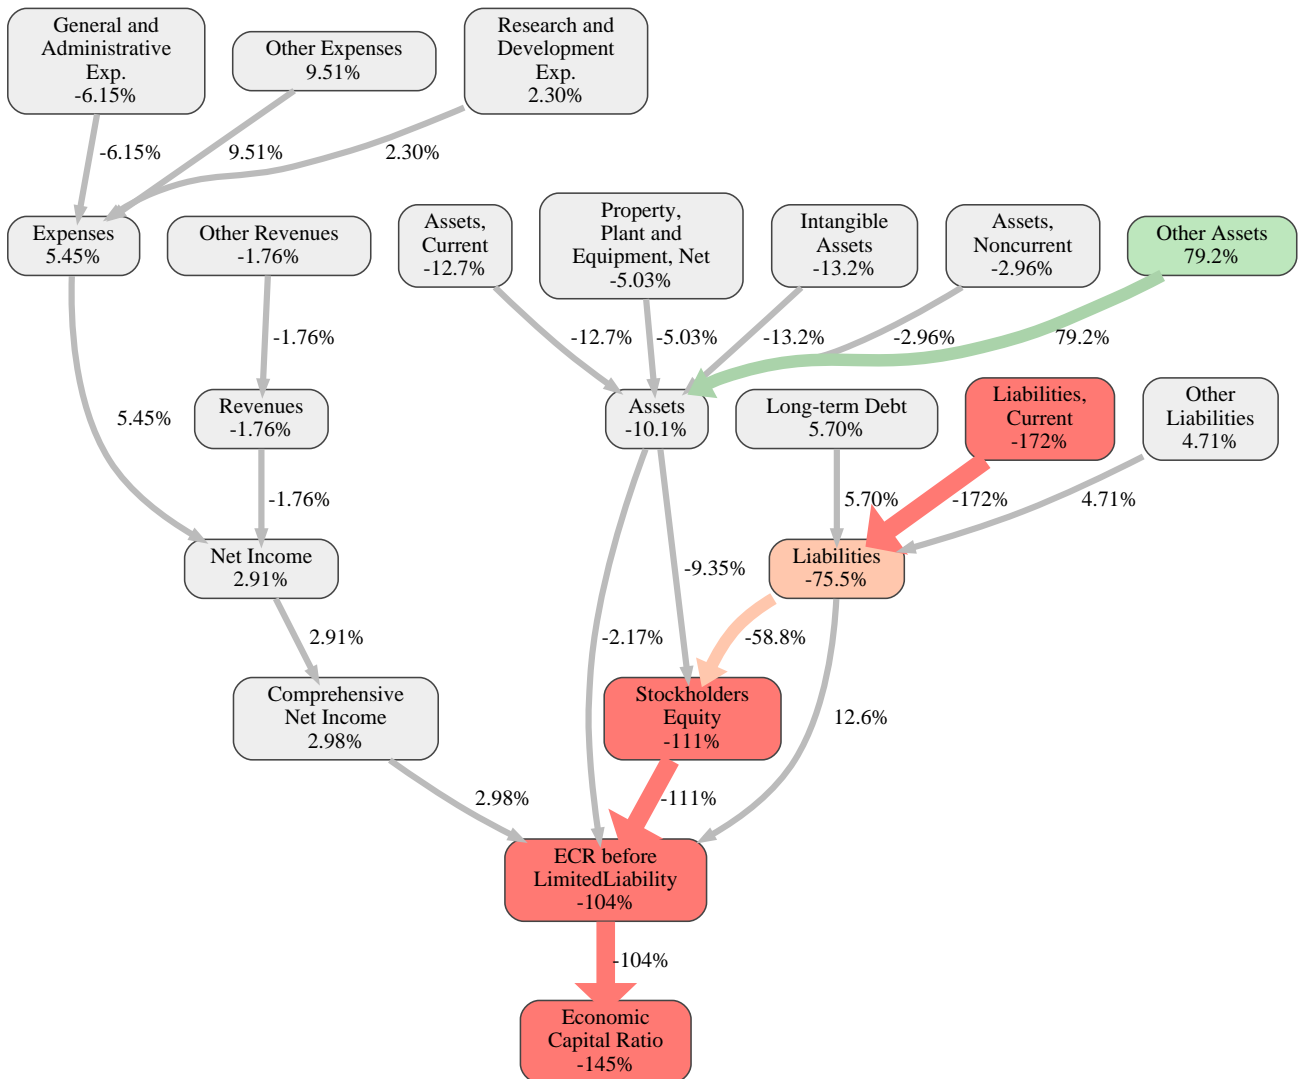 General and
Administrative
Exp.
-6.15%
Other Expenses
9.51%
Research and
Development
Exp.
2.30%
-6.15%
9.51%
2.30%
Expenses
5.45%
Other Revenues
-1.76%
Assets,
Current
-12.7%
Property,
Plant and
Equipment, Net
-5.03%
Intangible
Assets
-13.2%
Assets,
Noncurrent
-2.96%
Other Assets
79.2%
-1.76%
-12.7%
-5.03%
-13.2%
-2.96%
79.2%
5.45%
Revenues
-1.76%
Assets
-10.1%
Long-term Debt
5.70%
Liabilities,
Current
-172%
Other
Liabilities
4.71%
-1.76%
5.70%
-172%
4.71%
Net Income
2.91%
-9.35%
Liabilities
-75.5%
2.91%
-2.17%
-58.8%
Comprehensive
Net Income
2.98%
Stockholders
Equity
-111%
12.6%
2.98%
-111%
ECR before
LimitedLiability
-104%
-104%
Economic
Capital Ratio
-145%